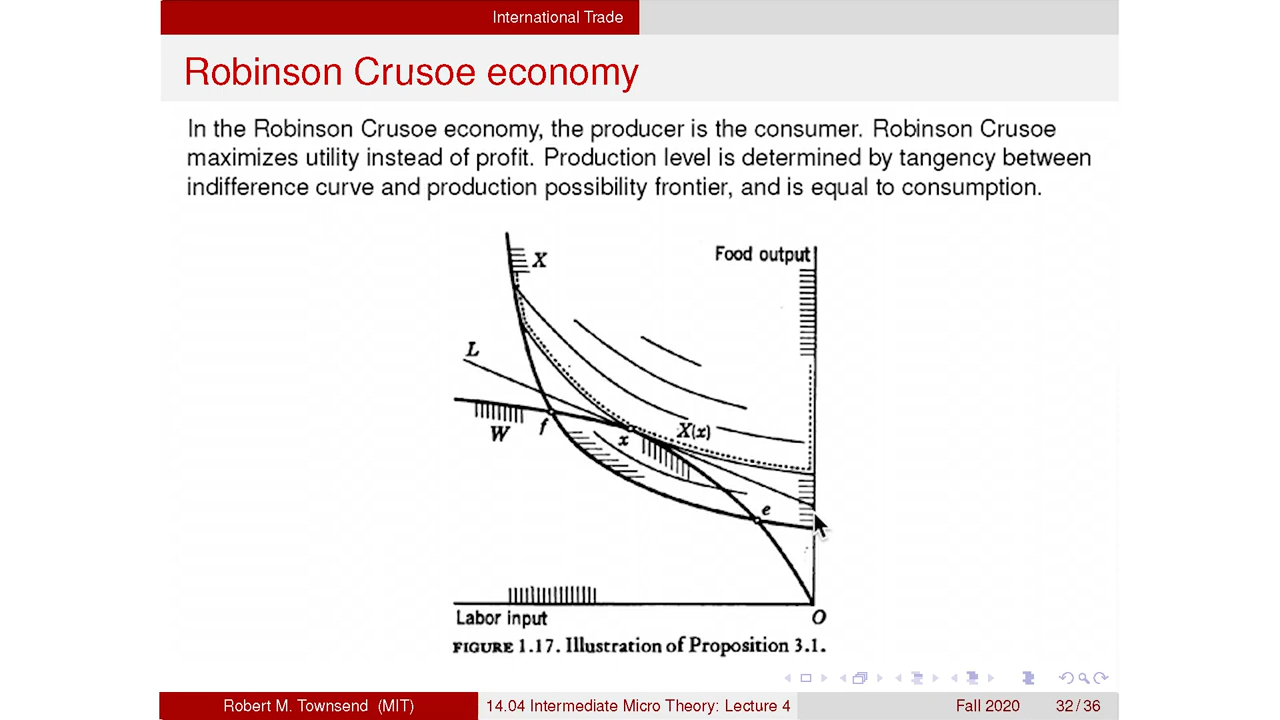 International Trade
Robinson Crusoe economy
In the Robinson Crusoe economy, the producer is the consumer. Robinson Crusoe
maximizes utility instead of profit. Production level is determined by tangency between
indifference curve and production possibility frontier, and is equal to consumption.
X
Food output
L
W
f
x
X(x)
e
Labor input
O
FIGURE 1.17. Illustration of Proposition 3.1.
Robert M. Townsend (MIT)
14.04 Intermediate Micro Theory: Lecture 4
Fall 2020
32 / 36